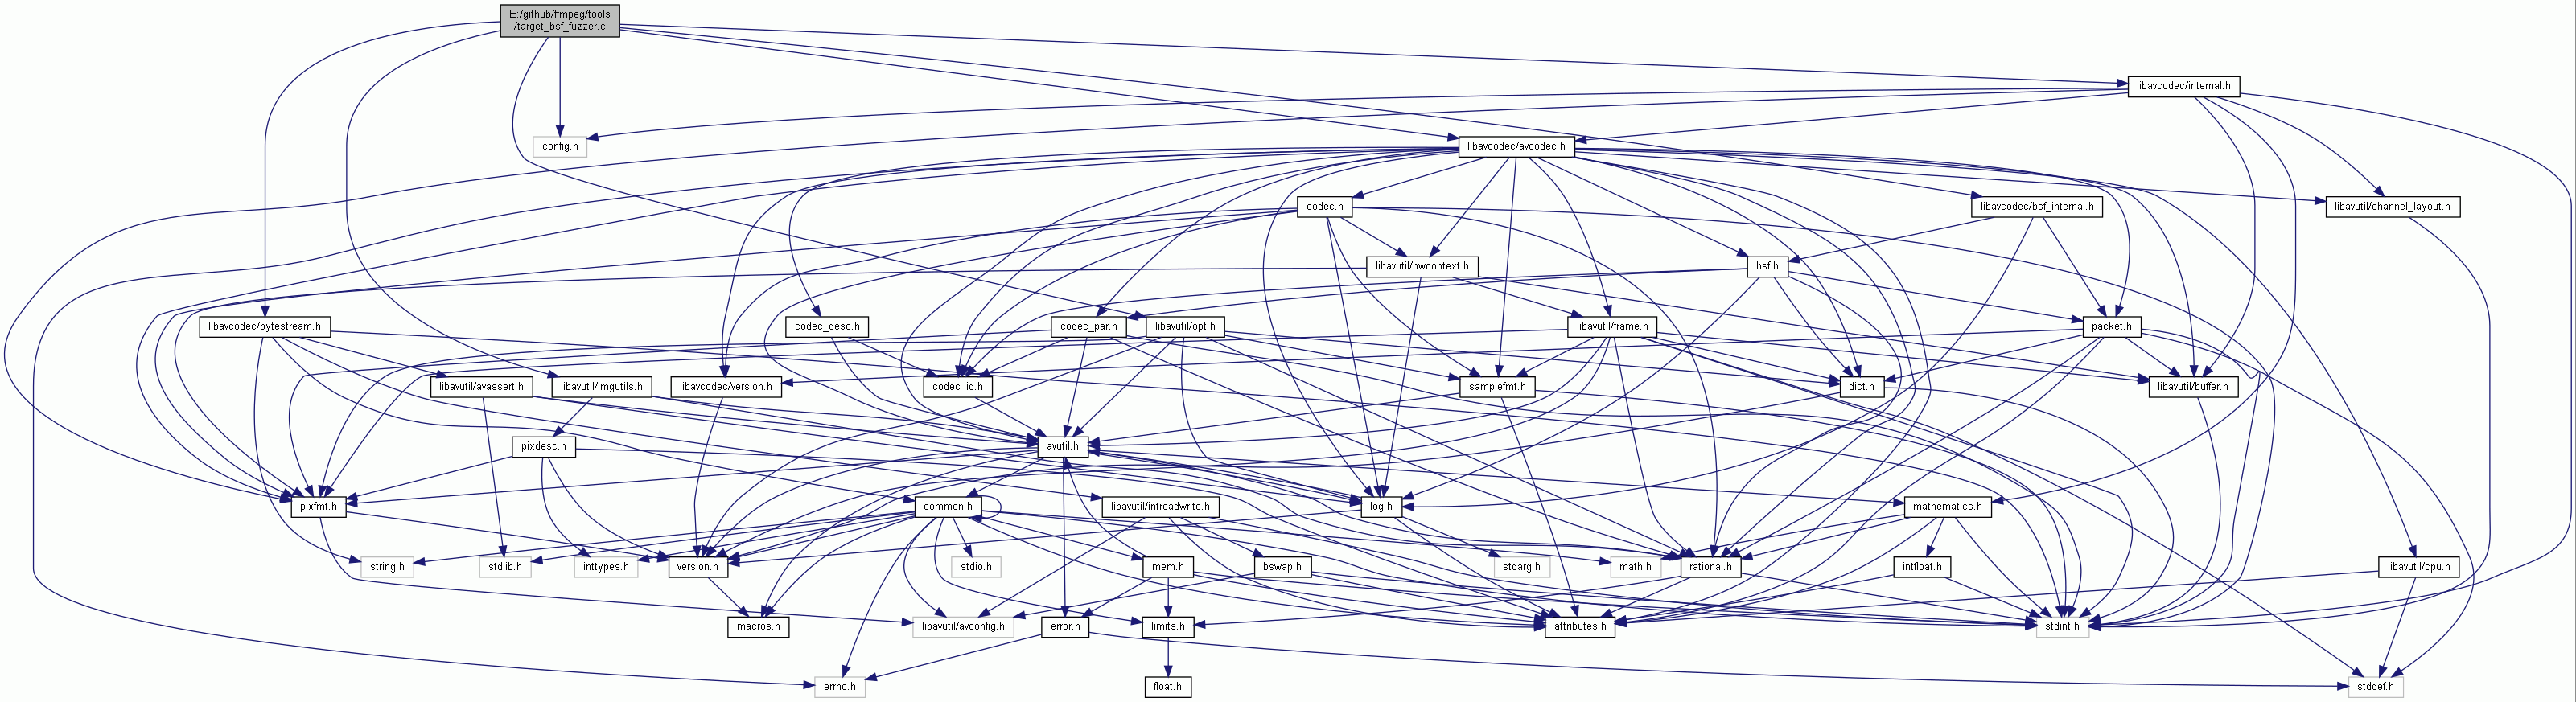 E:/github/ffmpeg/tools
/target_bsf_fuzzer.c
libavcodec/internal.h
config.h
libavcodec/avcodec.h
codec.h
libavcodec/bsf_internal.h
libavutil/channel_layout.h
libavutil/hwcontext.h
bsf.h
libavcodec/bytestream.h
codec_desc.h
codec_par.h
libavutil/opt.h
libavutil/frame.h
packet.h
libavutil/avassert.h
libavutil/imgutils.h
libavcodec/version.h
codec_id.h
samplefmt.h
dict.h
libavutil/buffer.h
pixdesc.h
avutil.h
pixfmt.h
common.h
libavutil/intreadwrite.h
log.h
mathematics.h
string.h
stdlib.h
inttypes.h
version.h
stdio.h
mem.h
bswap.h
stdarg.h
math.h
rational.h
intfloat.h
libavutil/cpu.h
macros.h
libavutil/avconfig.h
error.h
limits.h
attributes.h
stdint.h
errno.h
float.h
stddef.h